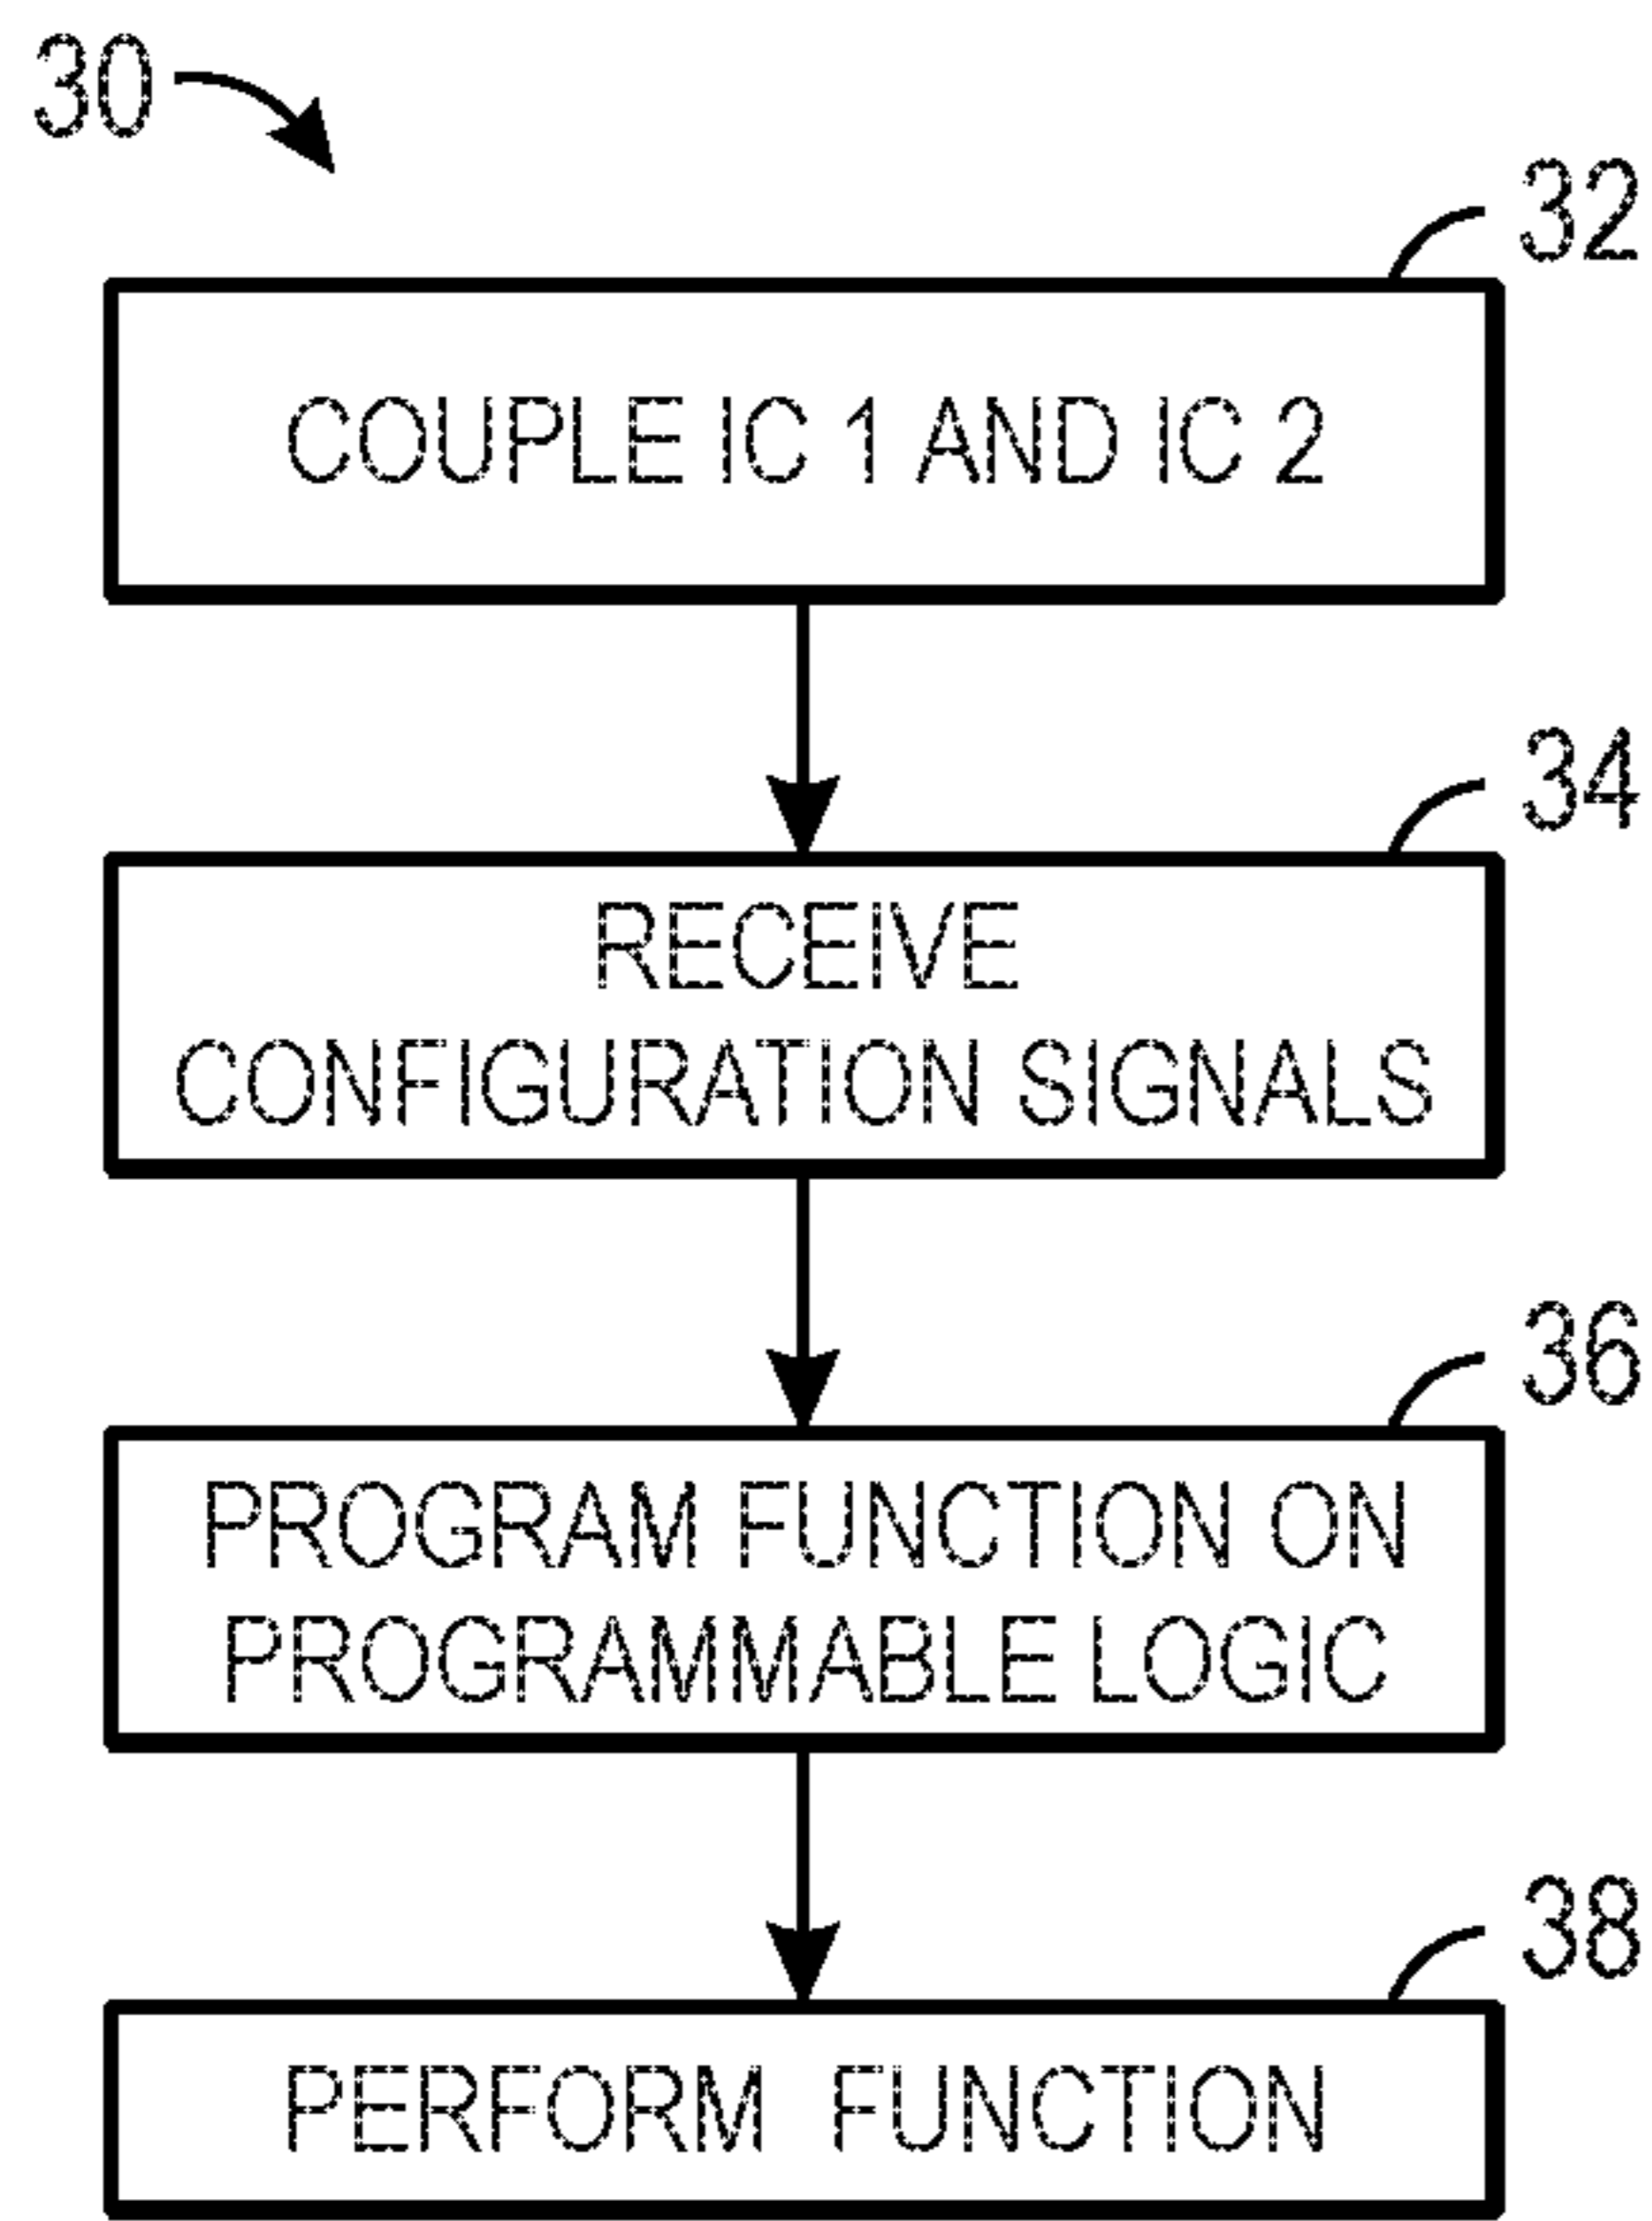 30
32
COUPLE IC 1 AND IC 2
34
RECEIVE
CONFIGURATION SIGNALS
36
PROGRAM FUNCTION ON
PROGRAMMABLE LOGIC
38
PERFORM FUNCTION